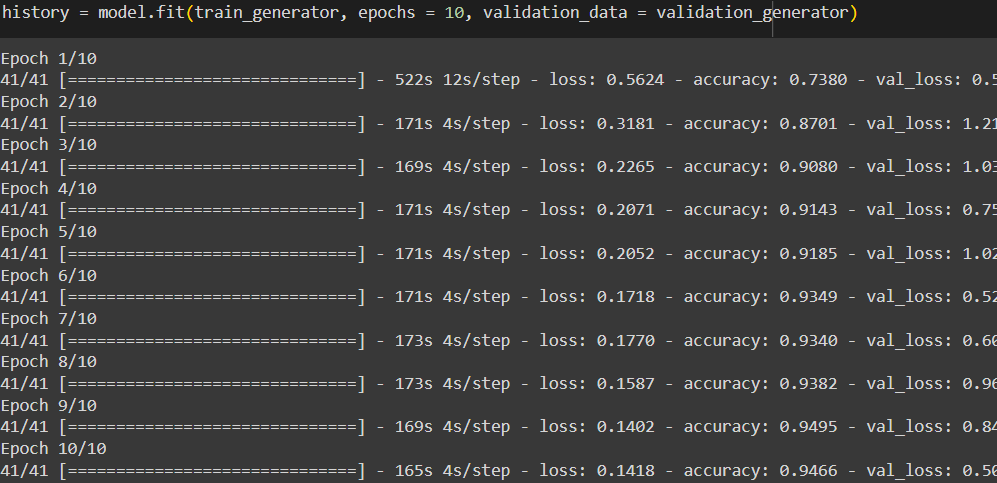 history = model.fit(train_generator, epochs = 10, validation_data = validation_generator)
Epoch 1/10
41/41 [==============================] - 522s 12s/step - loss: 0.5624 - accuracy: 0.7380 - val_loss: 0.5
Epoch 2/10
41/41 [==============================] - 171s 4s/step - loss: 0.3181 - accuracy: 0.8701 - val_loss: 1.21
Epoch 3/10
41/41 [==============================] - 169s 4s/step - loss: 0.2265 - accuracy: 0.9080 - val_loss: 1.03
Epoch 4/10
41/41 [==============================] - 171s 4s/step - loss: 0.2071 - accuracy: 0.9143 - val_loss: 0.75
Epoch 5/10
41/41 [==============================] - 171s 4s/step - loss: 0.2052 - accuracy: 0.9185 - val_loss: 1.02
Epoch 6/10
41/41 [==============================] - 171s 4s/step - loss: 0.1718 - accuracy: 0.9349 - val_loss: 0.52
Epoch 7/10
41/41 [==============================] - 173s 4s/step - loss: 0.1770 - accuracy: 0.9340 - val_loss: 0.60
Epoch 8/10
41/41 [==============================] - 173s 4s/step - loss: 0.1587 - accuracy: 0.9382 - val_loss: 0.96
Epoch 9/10
41/41 [==============================] - 169s 4s/step - loss: 0.1402 - accuracy: 0.9495 - val_loss: 0.84
Epoch 10/10
41/41 [==============================] - 165s 4s/step - loss: 0.1418 - accuracy: 0.9466 - val_loss: 0.50